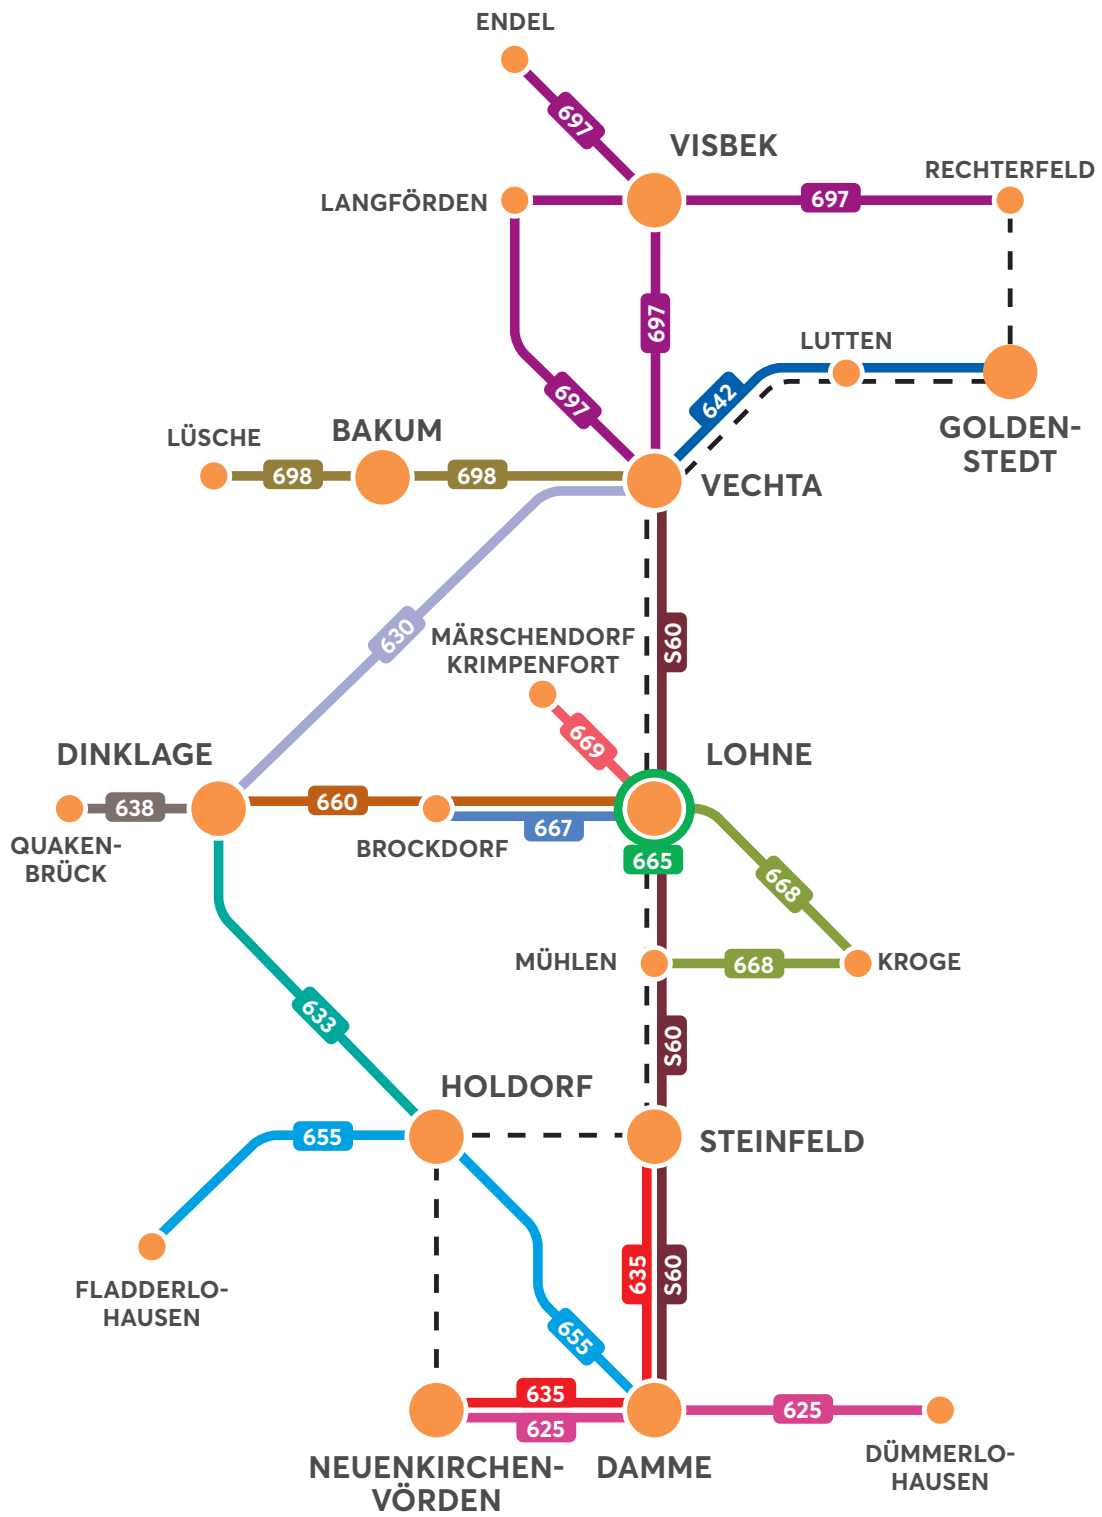 ENDEL
697
VISBEK
RECHTERFELD
LANGFÖRDEN
697
697
LUTTEN
697
642
GOLDEN-
STEDT
LÜSCHE
BAKUM
698
698
VECHTA
630
MÄRSCHENDORF
KRIMPENFORT
S60
669
DINKLAGE
LOHNE
638
660
667
QUAKEN-
BRÜCK
BROCKDORF
665
668
MÜHLEN
668
KROGE
633
S60
HOLDORF
655
STEINFELD
FLADDERLO-
HAUSEN
635
S60
655
635
625
625
NEUENKIRCHEN-
VÖRDEN
DAMME
DÜMMERLO-
HAUSEN